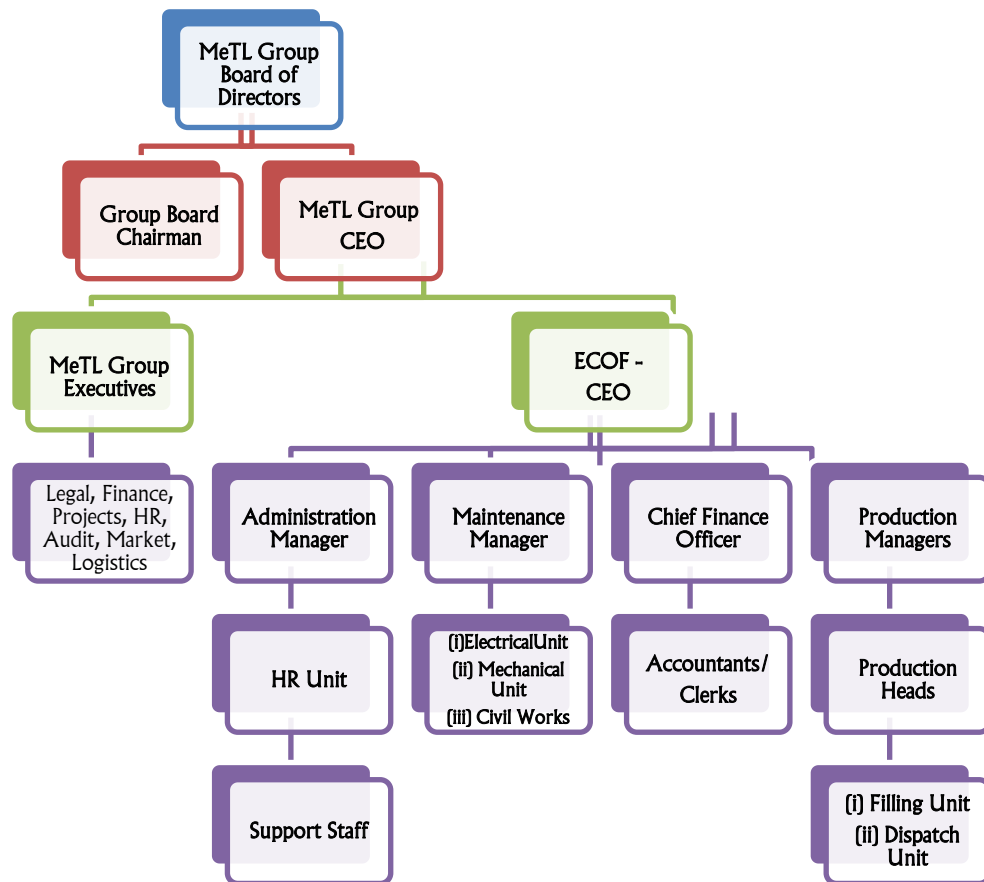 MeTL Group
Board of
Directors
Group Board
Chairman
MeTL Group
CEO
MeTL Group
Executives
ECOF -
CEO
Legal, Finance,
Projects, HR,
Audit, Market,
Logistics
Administration
Manager
Maintenance
Manager
Chief Finance
Officer
Production
Managers
HR Unit
(i)ElectricalUnit
(ii) Mechanical
Unit
(iii) Civil Works
Accountants/
Clerks
Production
Heads
Support Staff
(i) Filling Unit
(ii) Dispatch
Unit